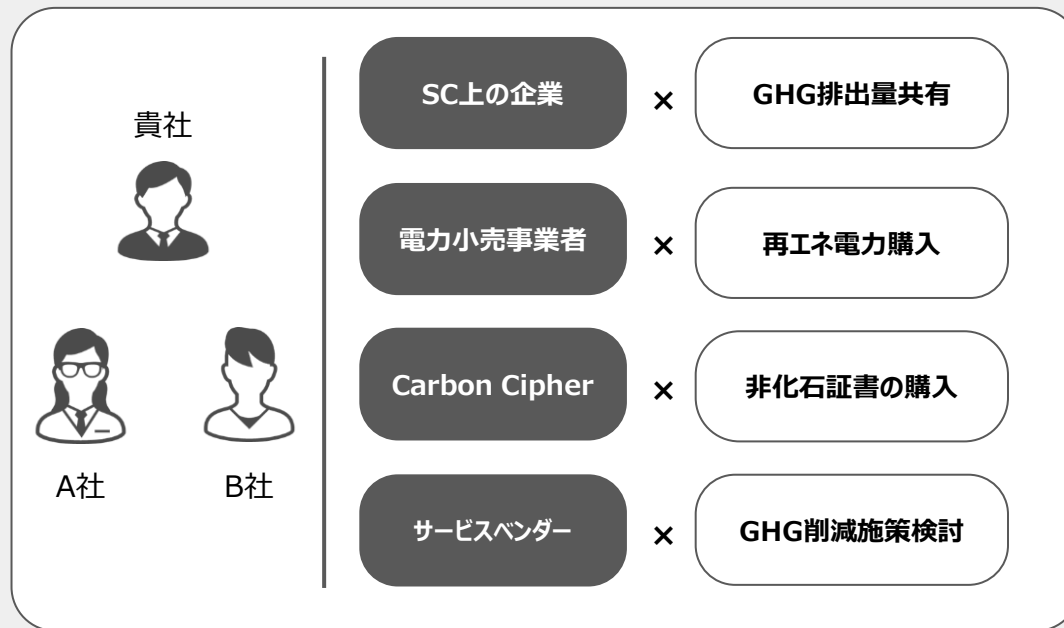 貴社
A社
B社
SC上の企業
×
GHG排出量共有
電力小売事業者
×
再エネ電力購入
Carbon Cipher
×
非化石証書の購入
サービスベンダー
×
GHG削減施策検討